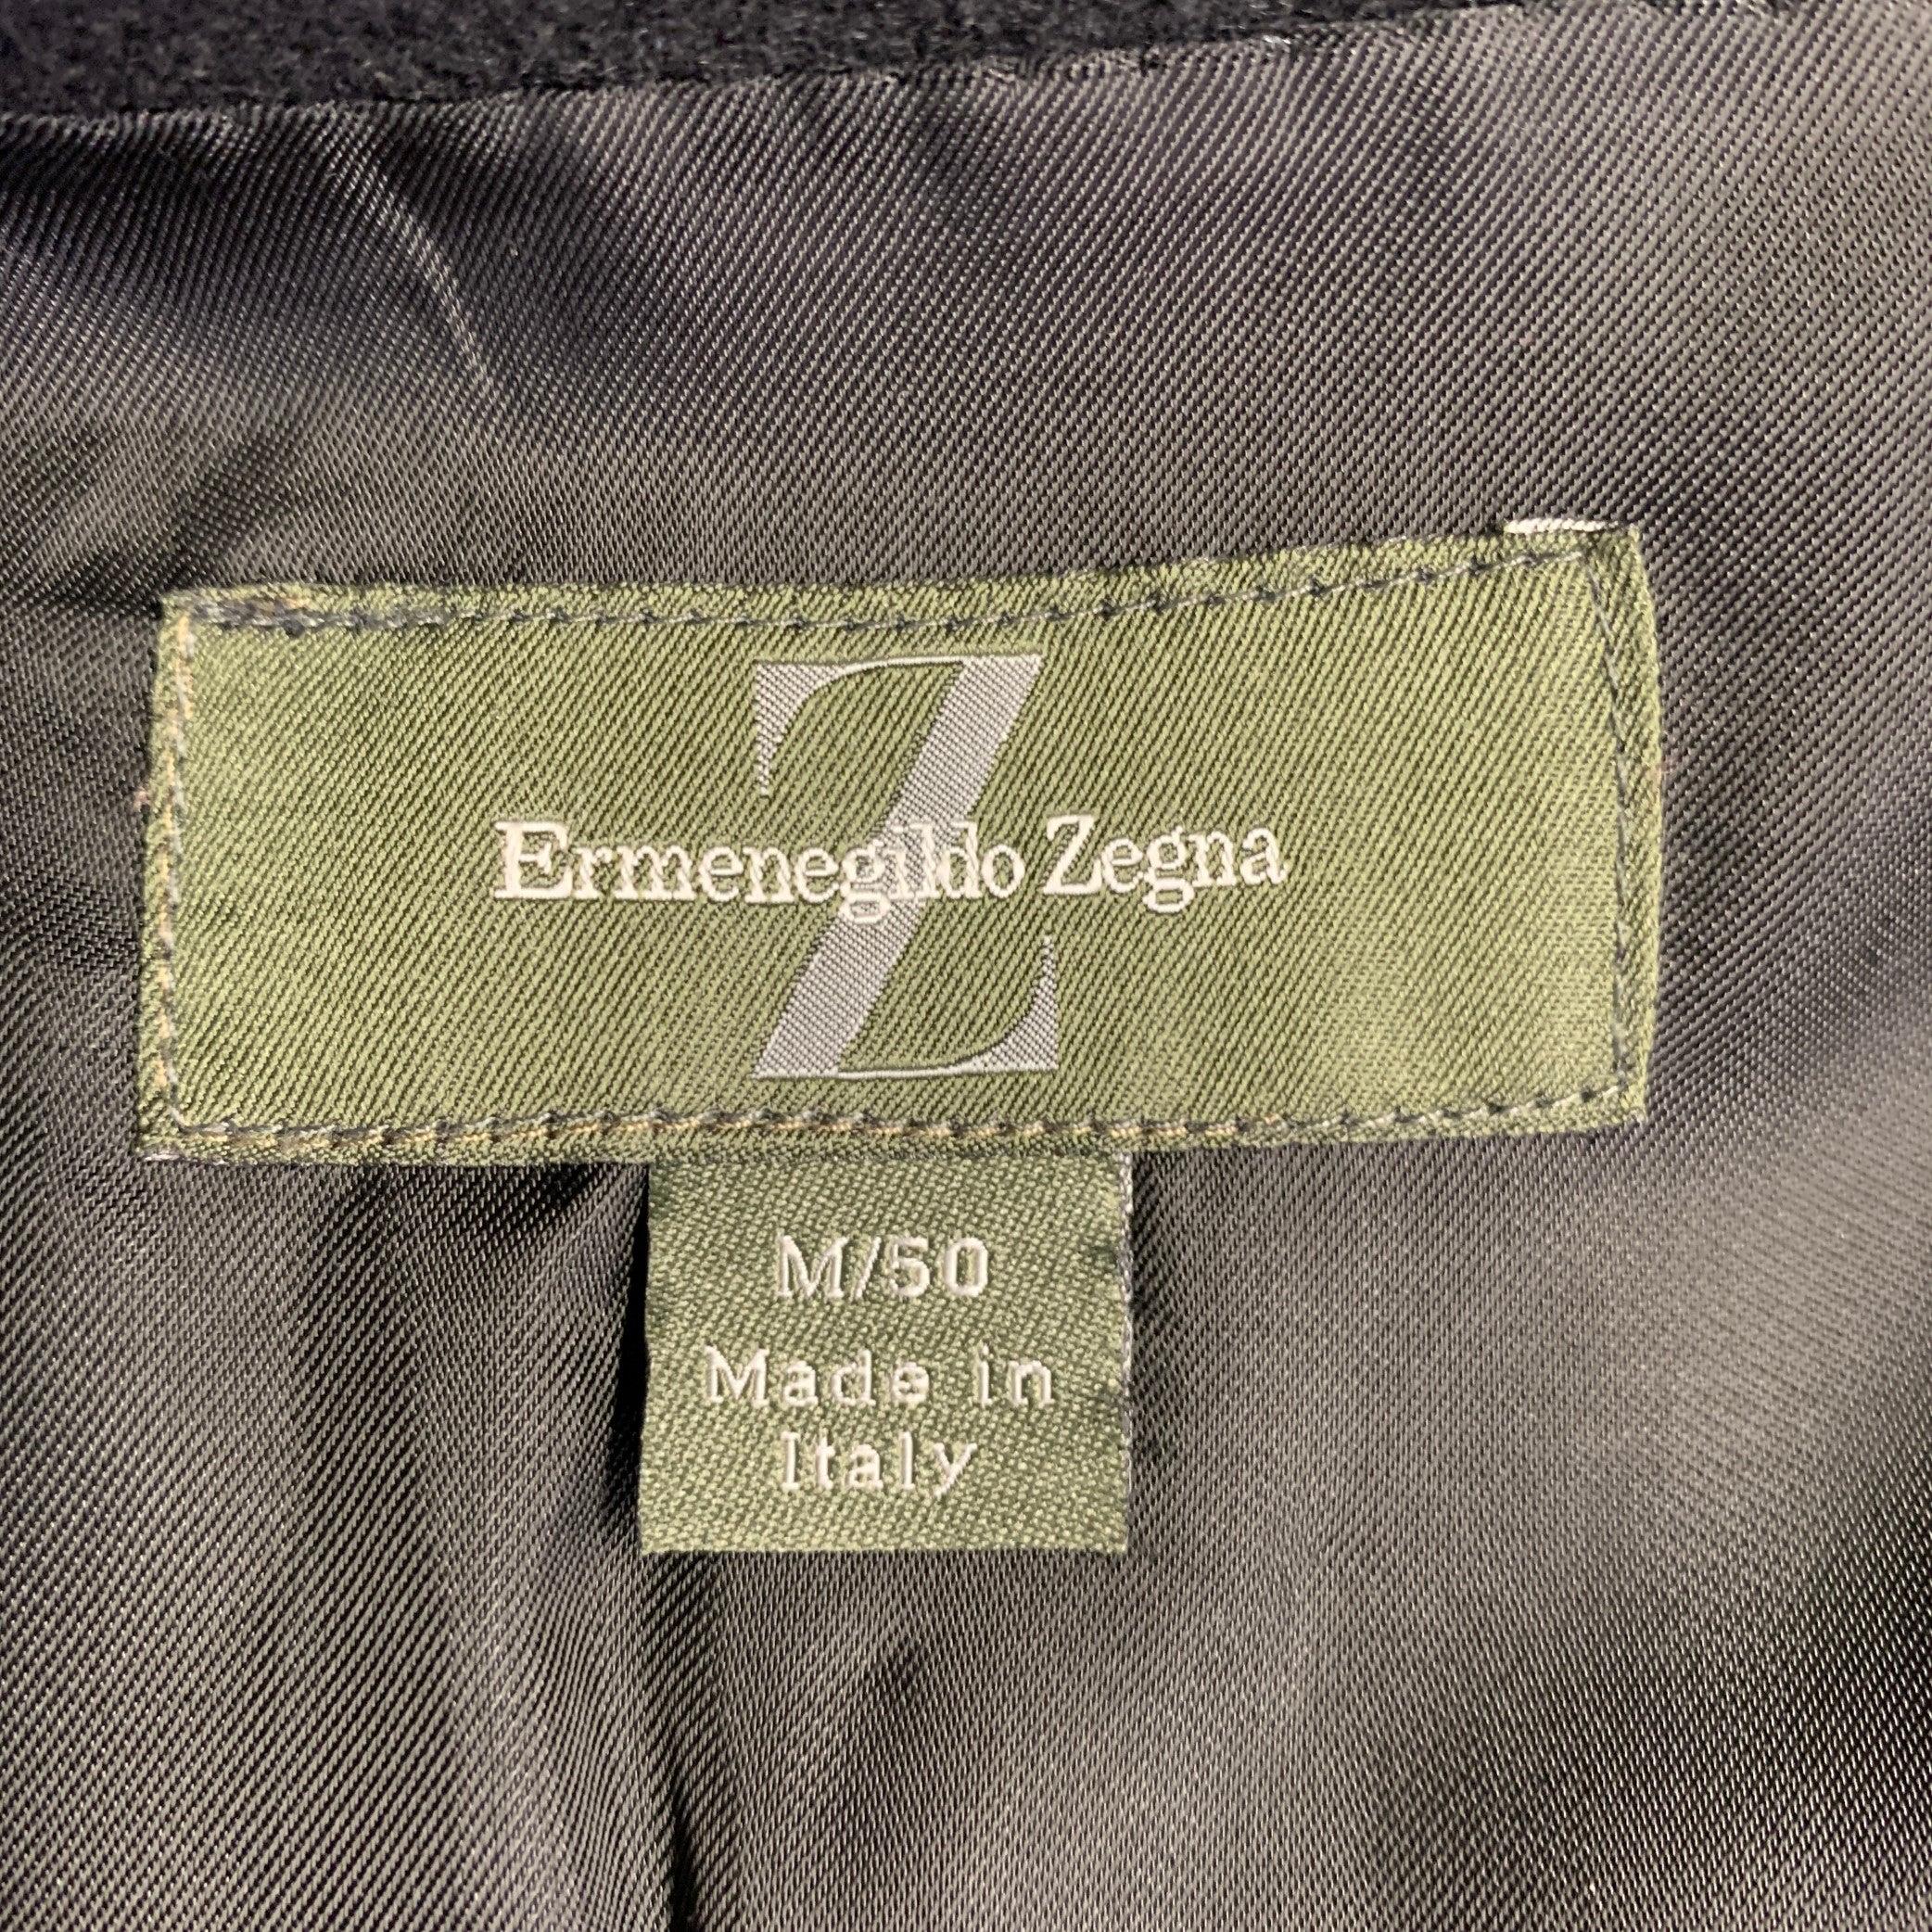 Z
Ermenegildo Zegna
M/50
Made in
Italy